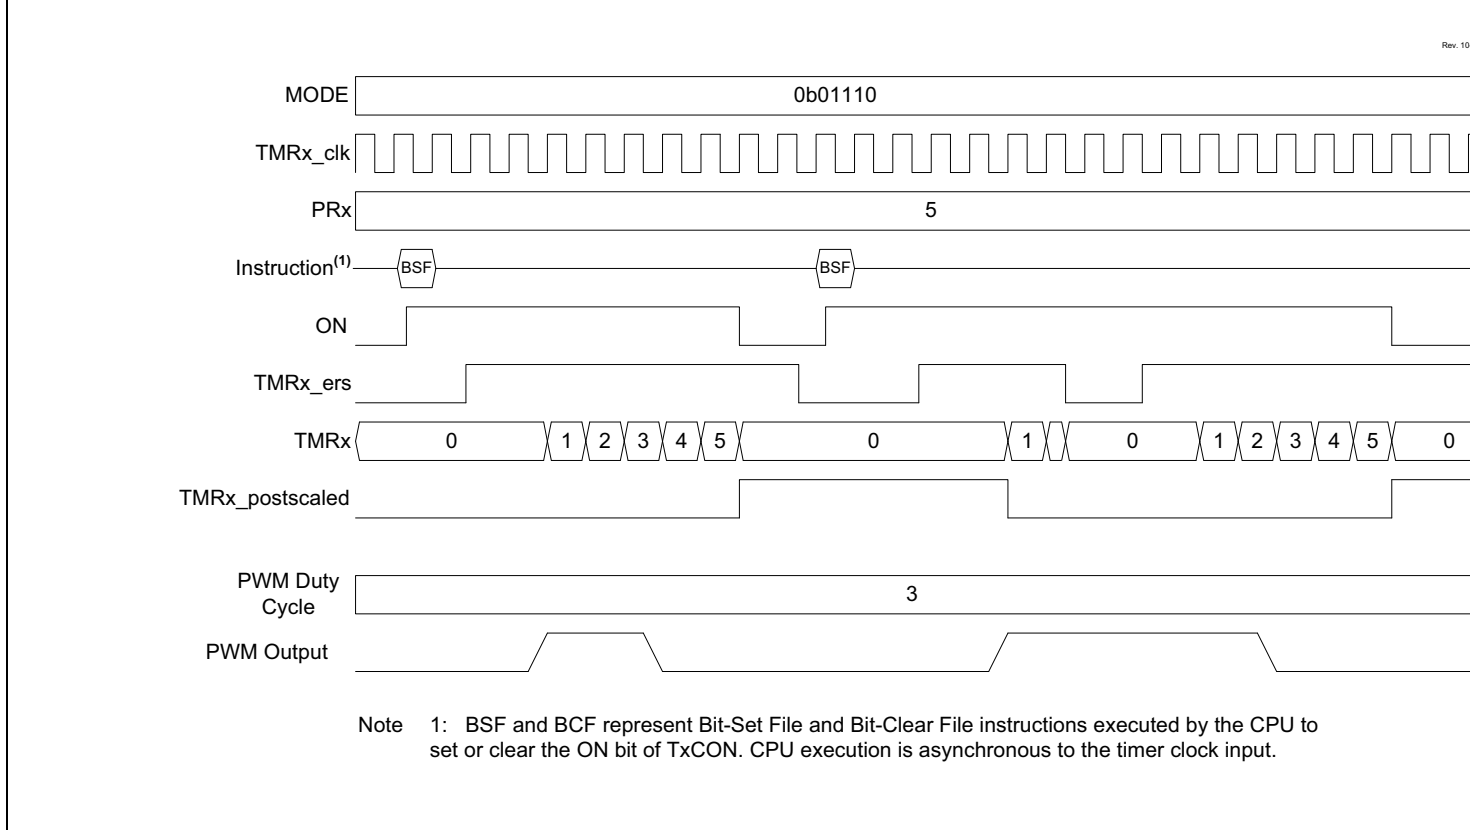 Rev. 10
MODE 0b01110
TMRx_clk
PRx 5
Instruction(1) BSF BSF
ON
TMRx_ers
TMRx 0 1 2 3 4 5 0 1 0 1 2 3 4 5 0
TMRx_postscaled
PWM Duty
Cycle 3
PWM Output
Note 1: BSF and BCF represent Bit-Set File and Bit-Clear File instructions executed by the CPU to
set or clear the ON bit of TxCON. CPU execution is asynchronous to the timer clock input.